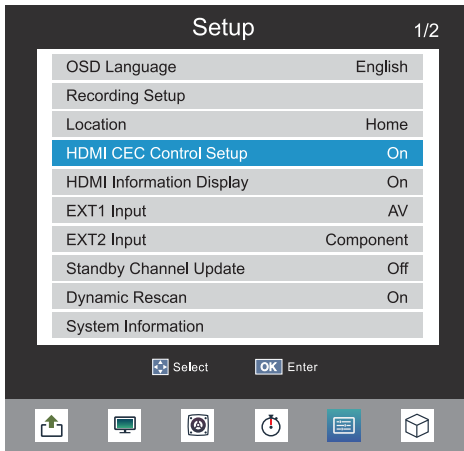 Setup 1/2
OSD Language English
Recording Setup
Location Home
HDMI CEC Control Setup On
HDMI Information Display On
EXT1 Input AV
EXT2 Input Component
Standby Channel Update Off
Dynamic Rescan On
System Information
Select OK Enter